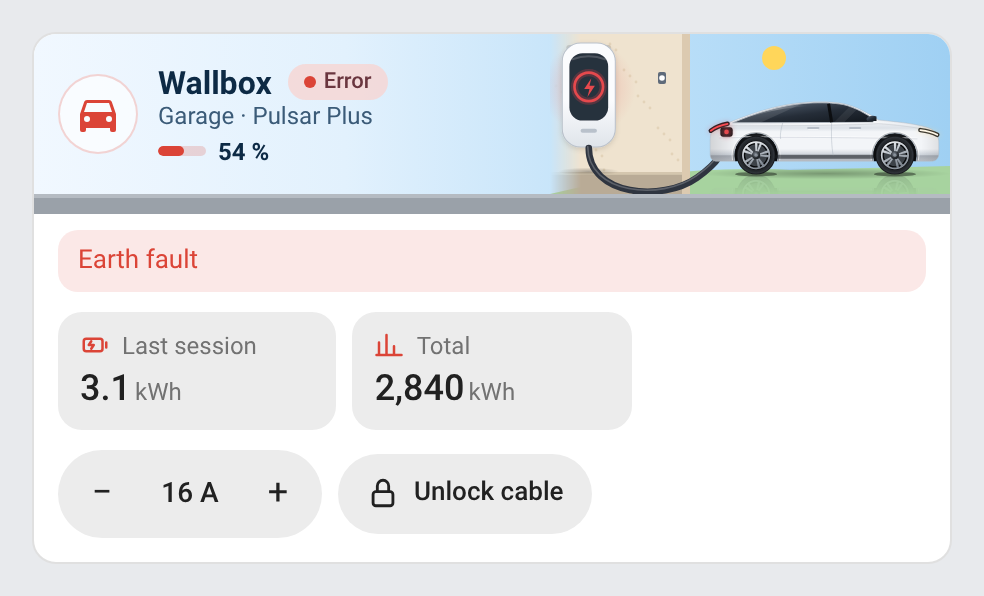 Wallbox
Error
Garage · Pulsar Plus
54 %
Earth fault
Last session
3.1 kWh
Total
2,840 kWh
− 16 A +
Unlock cable